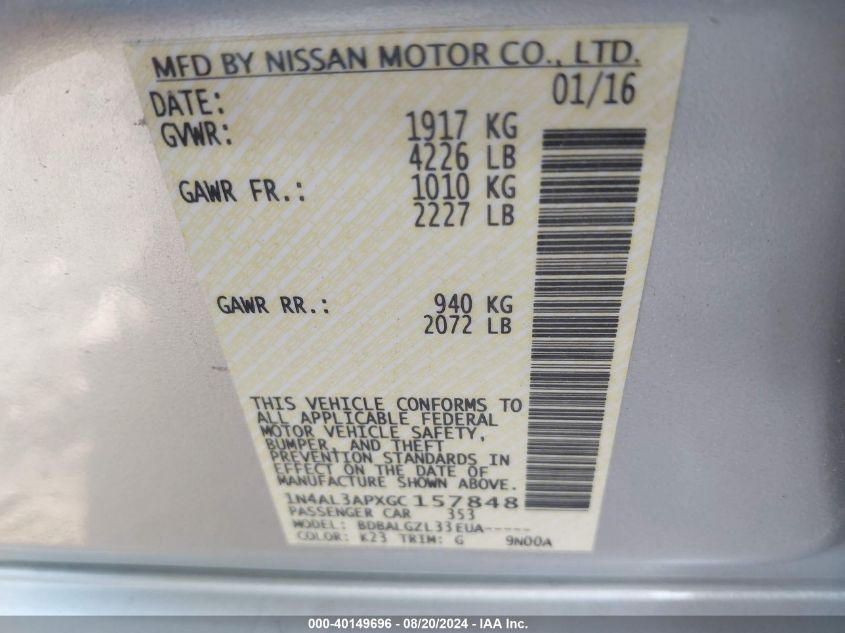 MFD BY NISSAN MOTOR CO., LTD.
DATE: 01/16
GVWR: 1917 KG
4226 LB
GAWR FR.: 1010 KG
2227 LB
GAWR RR.: 940 KG
2072 LB
THIS VEHICLE CONFORMS TO
ALL APPLICABLE FEDERAL
MOTOR VEHICLE SAFETY,
BUMPER, AND THEFT
PREVENTION STANDARDS IN
EFFECT ON THE DATE OF
MANUFACTURE SHOWN ABOVE.
1N4AL3APXGC157848
PASSENGER CAR 353
MODEL: BDBALGZL33EUA-----
COLOR: K23 TRIM: G 9N00A
000-40149696 - 08/20/2024 - IAA Inc.